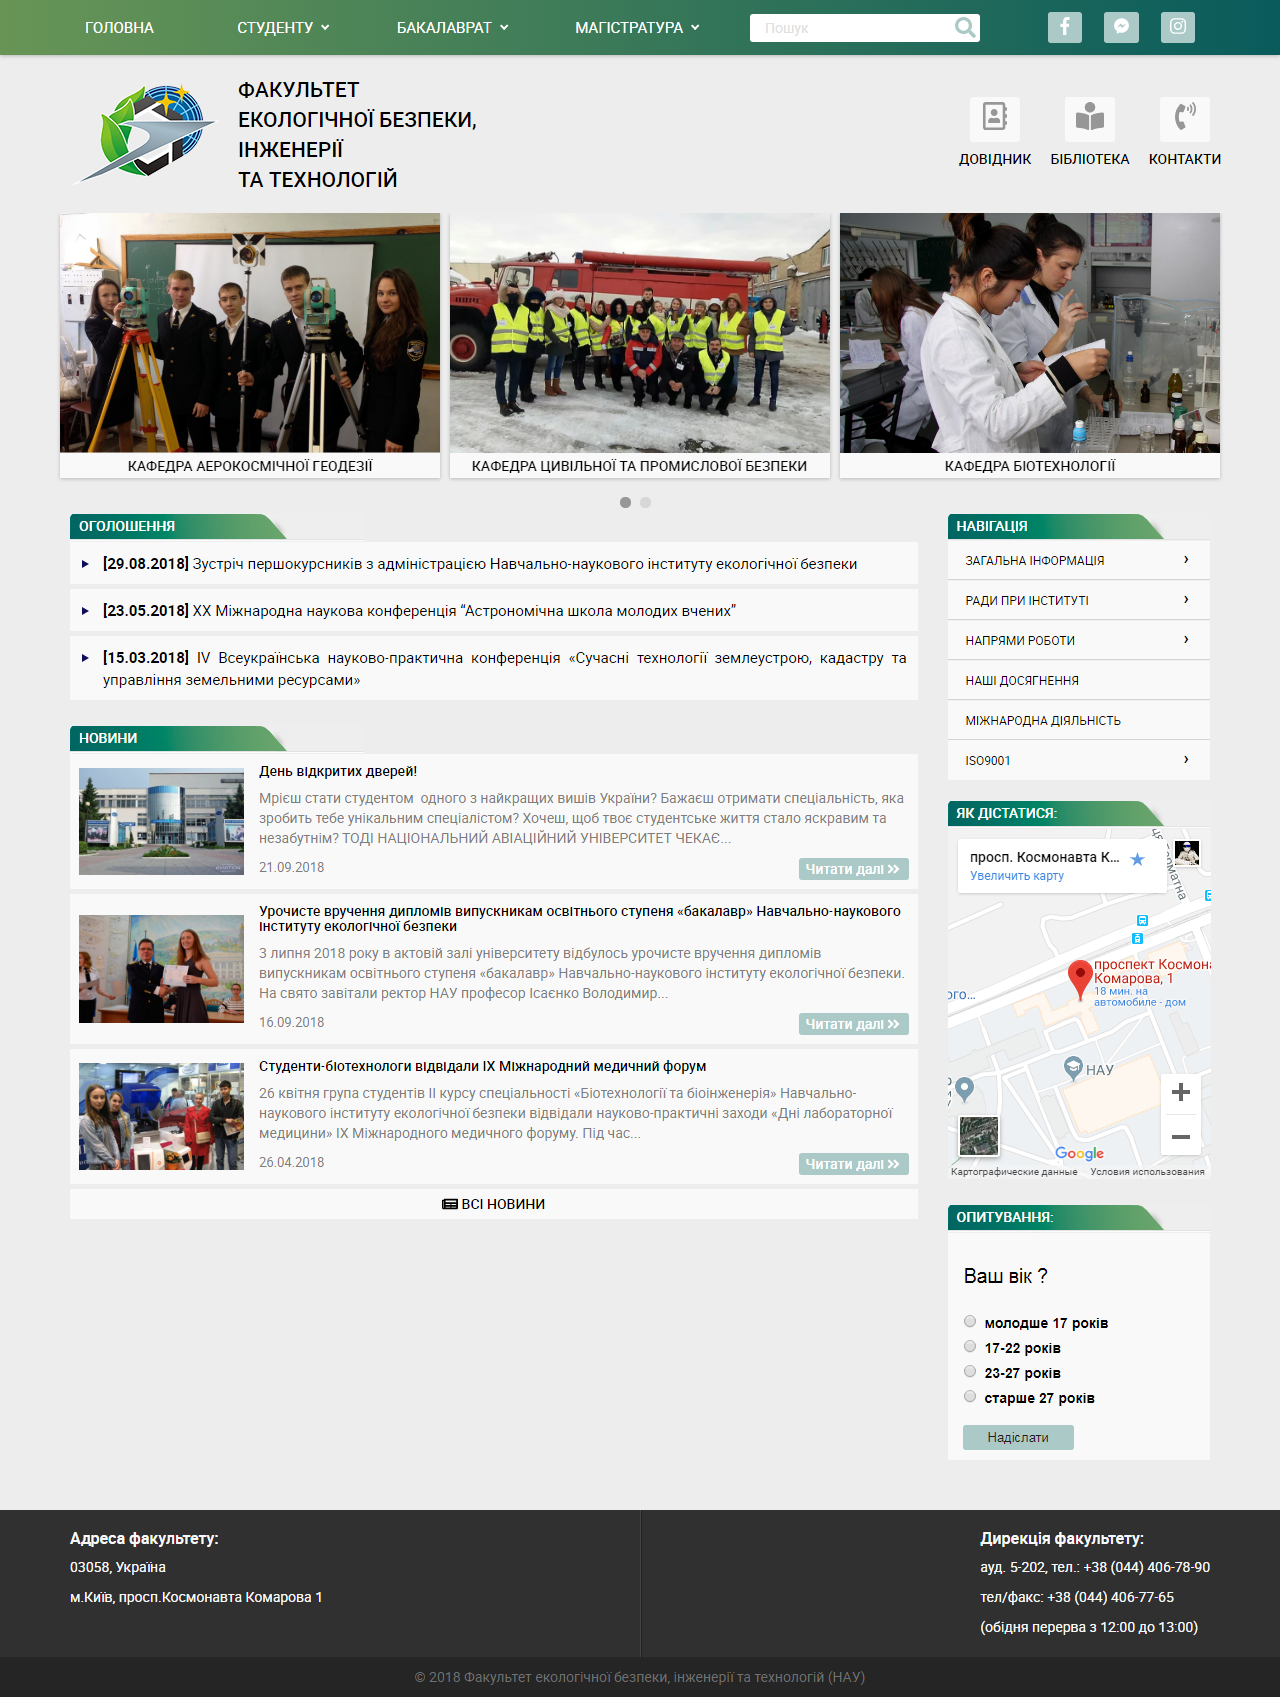 ГОЛОВНА
СТУДЕНТУ
БАКАЛАВРАТ
МАГІСТРАТУРА
Пошук
ФАКУЛЬТЕТ
ЕКОЛОГІЧНОЇ БЕЗПЕКИ,
ІНЖЕНЕРІЇ
ТА ТЕХНОЛОГІЙ
ДОВІДНИК
БІБЛІОТЕКА
КОНТАКТИ
КАФЕДРА АЕРОКОСМІЧНОЇ ГЕОДЕЗІЇ
КАФЕДРА ЦИВІЛЬНОЇ ТА ПРОМИСЛОВОЇ БЕЗПЕКИ
КАФЕДРА БІОТЕХНОЛОГІЇ
ОГОЛОШЕННЯ
[29.08.2018] Зустріч першокурсників з адміністрацією Навчально-наукового інституту екологічної безпеки
[23.05.2018] XX Міжнародна наукова конференція “Астрономічна школа молодих вчених”
[15.03.2018] IV Всеукраїнська науково-практична конференція «Сучасні технології землеустрою, кадастру та
управління земельними ресурсами»
НОВИНИ
День відкритих дверей!
Мрієш стати студентом одного з найкращих вишів України? Бажаєш отримати спеціальність, яка
зробить тебе унікальним спеціалістом? Хочеш, щоб твоє студентське життя стало яскравим та
незабутнім? ТОДІ НАЦІОНАЛЬНИЙ АВІАЦІЙНИЙ УНІВЕРСИТЕТ ЧЕКАЄ...
21.09.2018
Читати далі
Урочисте вручення дипломів випускникам освітнього ступеня «бакалавр» Навчально-наукового
інституту екологічної безпеки
3 липня 2018 року в актовій залі університету відбулось урочисте вручення дипломів
випускникам освітнього ступеня «бакалавр» Навчально-наукового інституту екологічної безпеки.
На свято завітали ректор НАУ професор Ісаєнко Володимир...
16.09.2018
Читати далі
Студенти-біотехнологи відвідали IX Міжнародний медичний форум
26 квітня група студентів II курсу спеціальності «Біотехнології та біоінженерія» Навчально-
наукового інституту екологічної безпеки відвідали науково-практичні заходи «Дні лабораторної
медицини» IX Міжнародного медичного форуму. Під час...
26.04.2018
Читати далі
ВСІ НОВИНИ
НАВІГАЦІЯ
ЗАГАЛЬНА ІНФОРМАЦІЯ
РАДИ ПРИ ІНСТИТУТІ
НАПРЯМИ РОБОТИ
НАШІ ДОСЯГНЕННЯ
МІЖНАРОДНА ДІЯЛЬНІСТЬ
ISO9001
ЯК ДІСТАТИСЯ:
просп. Космонавта К...
Увеличить карту
проспект Космона
Комарова, 1
18 мин. на
автомобиле - дом
ого...
НАУ
Google
Картографические данные
Условия использования
ОПИТУВАННЯ:
Ваш вік ?
молодше 17 років
17-22 років
23-27 років
старше 27 років
Надіслати
Адреса факультету:
03058, Україна
м.Київ, просп.Космонавта Комарова 1
Дирекція факультету:
ауд. 5-202, тел.: +38 (044) 406-78-90
тел/факс: +38 (044) 406-77-65
(обідня перерва з 12:00 до 13:00)
© 2018 Факультет екологічної безпеки, інженерії та технологій (НАУ)